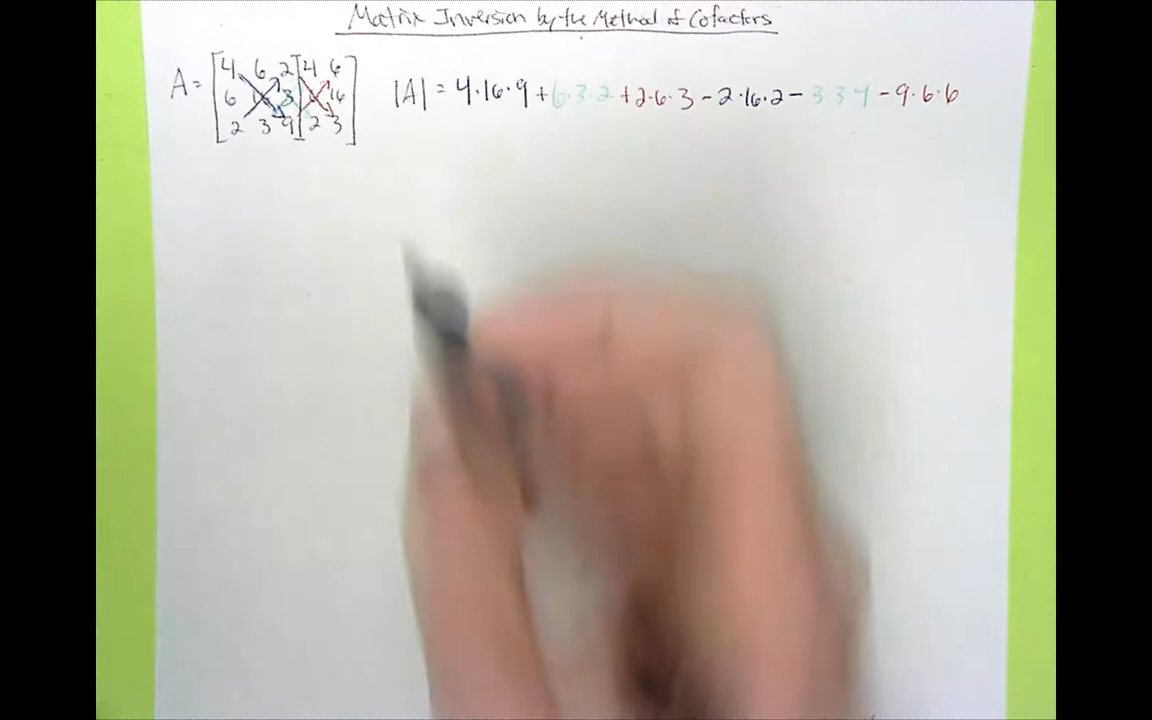 Matrix Inversion by the Method of Cofactors
A = [4 6 2 | 4 6 |A| = 4·16·9 + 6·3·2 + 2·6·3 - 2·16·2 - 3 3 4 - 9·6·6
6 3 16
2 3 9 | 2 3]